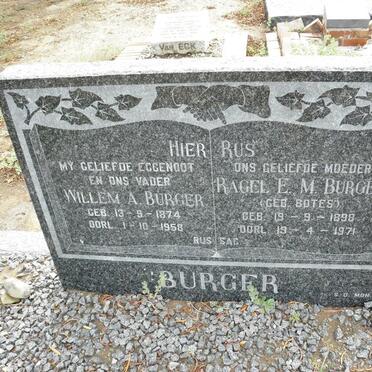 VAN ECK
HIER RUS
MY GELIEFDE EGGENOOT
EN ONS VADER
WILLEM A. BURGER
GEB. 13-9-1874
OORL. 1-10-1958
ONS GELIEFDE MOEDER
RAGEL E. M. BURGER
(GEB. BOTES)
GEB. 19-9-1890
OORL. 19-4-1971
RUS SAG
BURGER